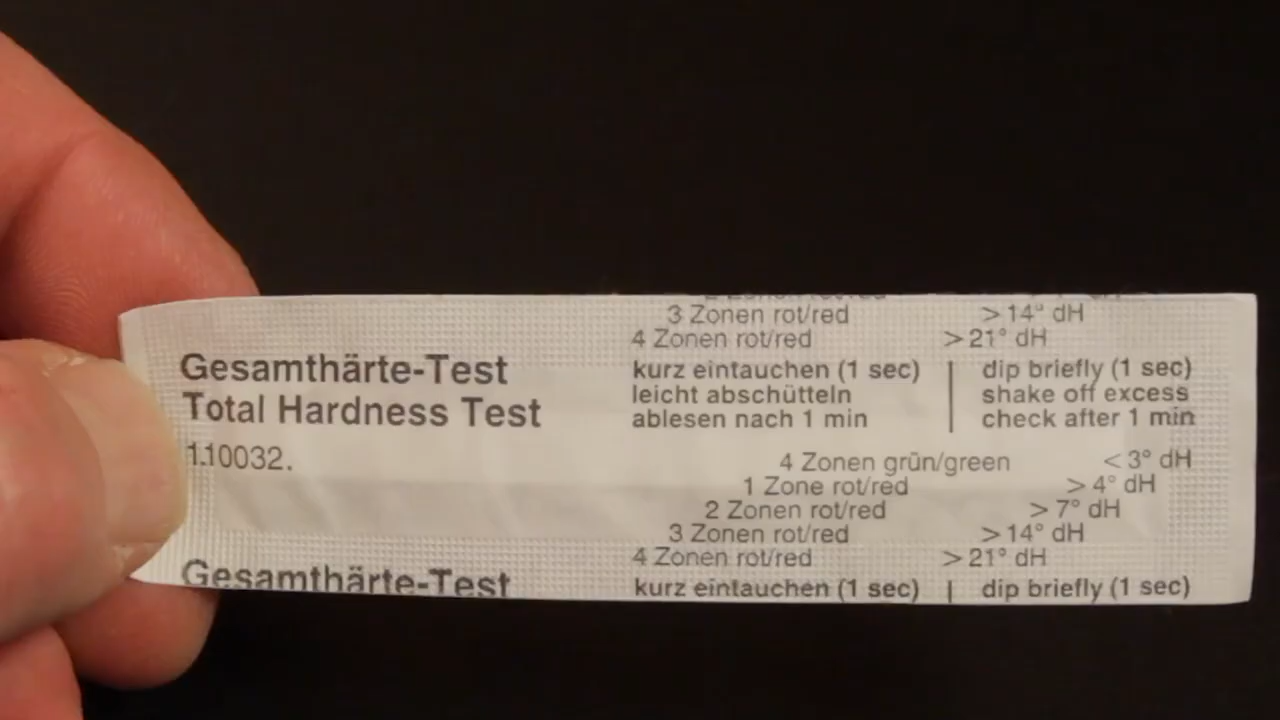 3 Zonen rot/red >14° dH
4 Zonen rot/red >21° dH
Gesamthärte-Test
Total Hardness Test
1.10032.
kurz eintauchen (1 sec) | dip briefly (1 sec)
leicht abschütteln | shake off excess
ablesen nach 1 min | check after 1 min
4 Zonen grün/green <3° dH
1 Zone rot/red >4° dH
2 Zonen rot/red >7° dH
3 Zonen rot/red >14° dH
4 Zonen rot/red >21° dH
Gesamthärte-Test
kurz eintauchen (1 sec) | dip briefly (1 sec)